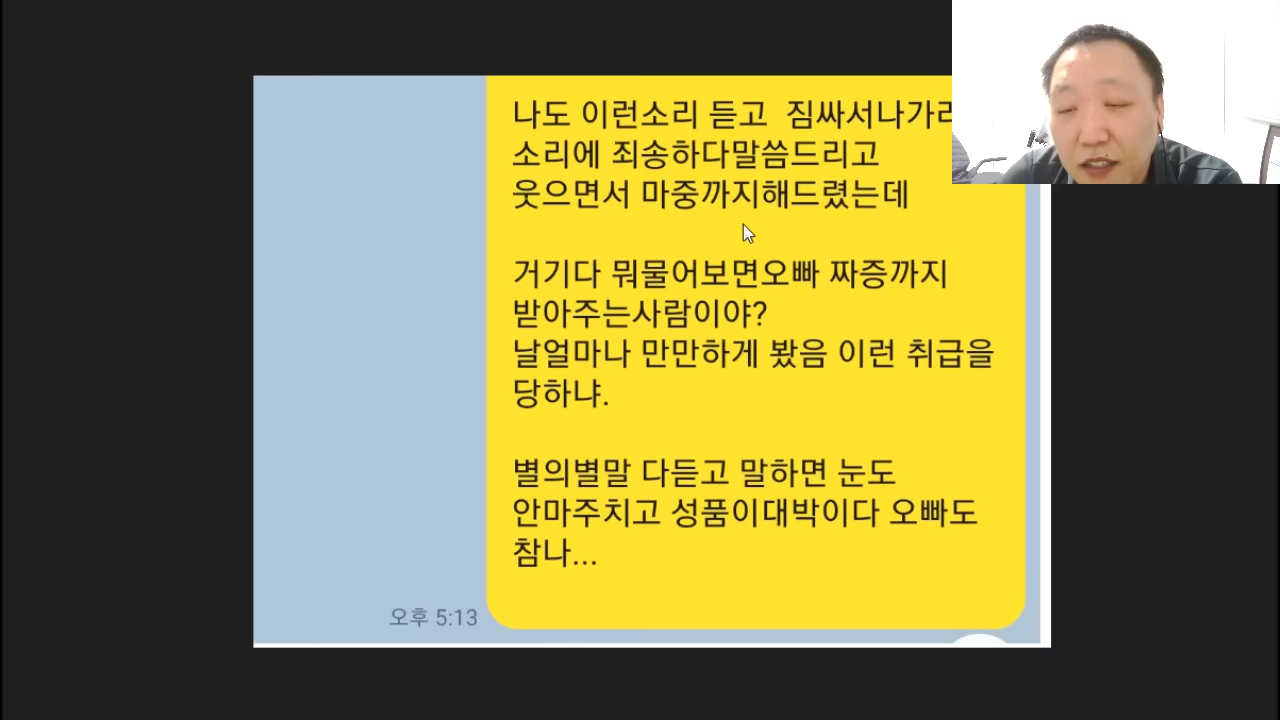 나도 이런소리 듣고 짐싸서나가라
소리에 죄송하다말씀드리고
웃으면서 마중까지해드렸는데
거기다 뭐물어보면오빠 짜증까지
받아주는사람이야?
날얼마나 만만하게 봤음 이런 취급을
당하냐.
별의별말 다듣고 말하면 눈도
안마주치고 성품이대박이다 오빠도
참나...
오후 5:13